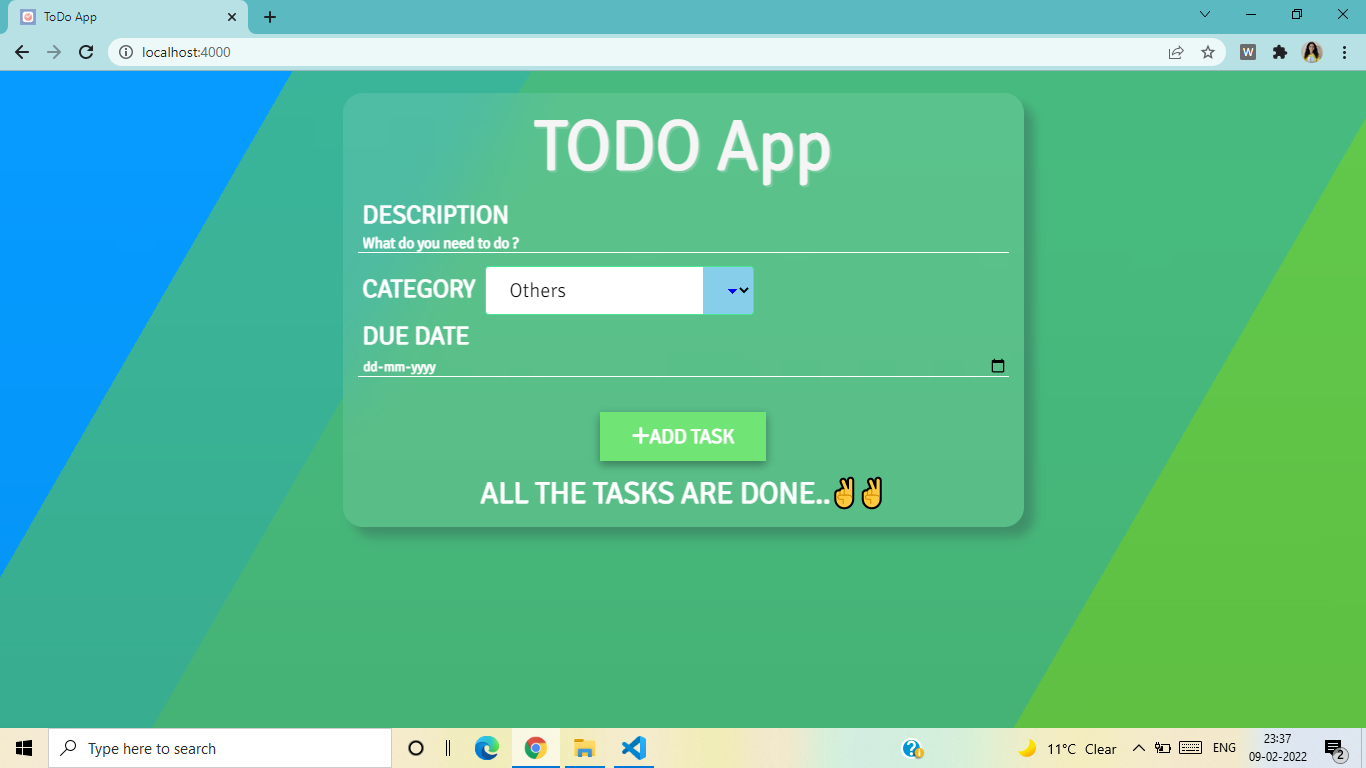 ToDo App
localhost:4000
W
TODO App
DESCRIPTION
What do you need to do ?
CATEGORY Others
DUE DATE
dd-mm-yyyy
+ADD TASK
ALL THE TASKS ARE DONE..✌✌
Type here to search
11°C Clear
ENG
23:37
09-02-2022
2